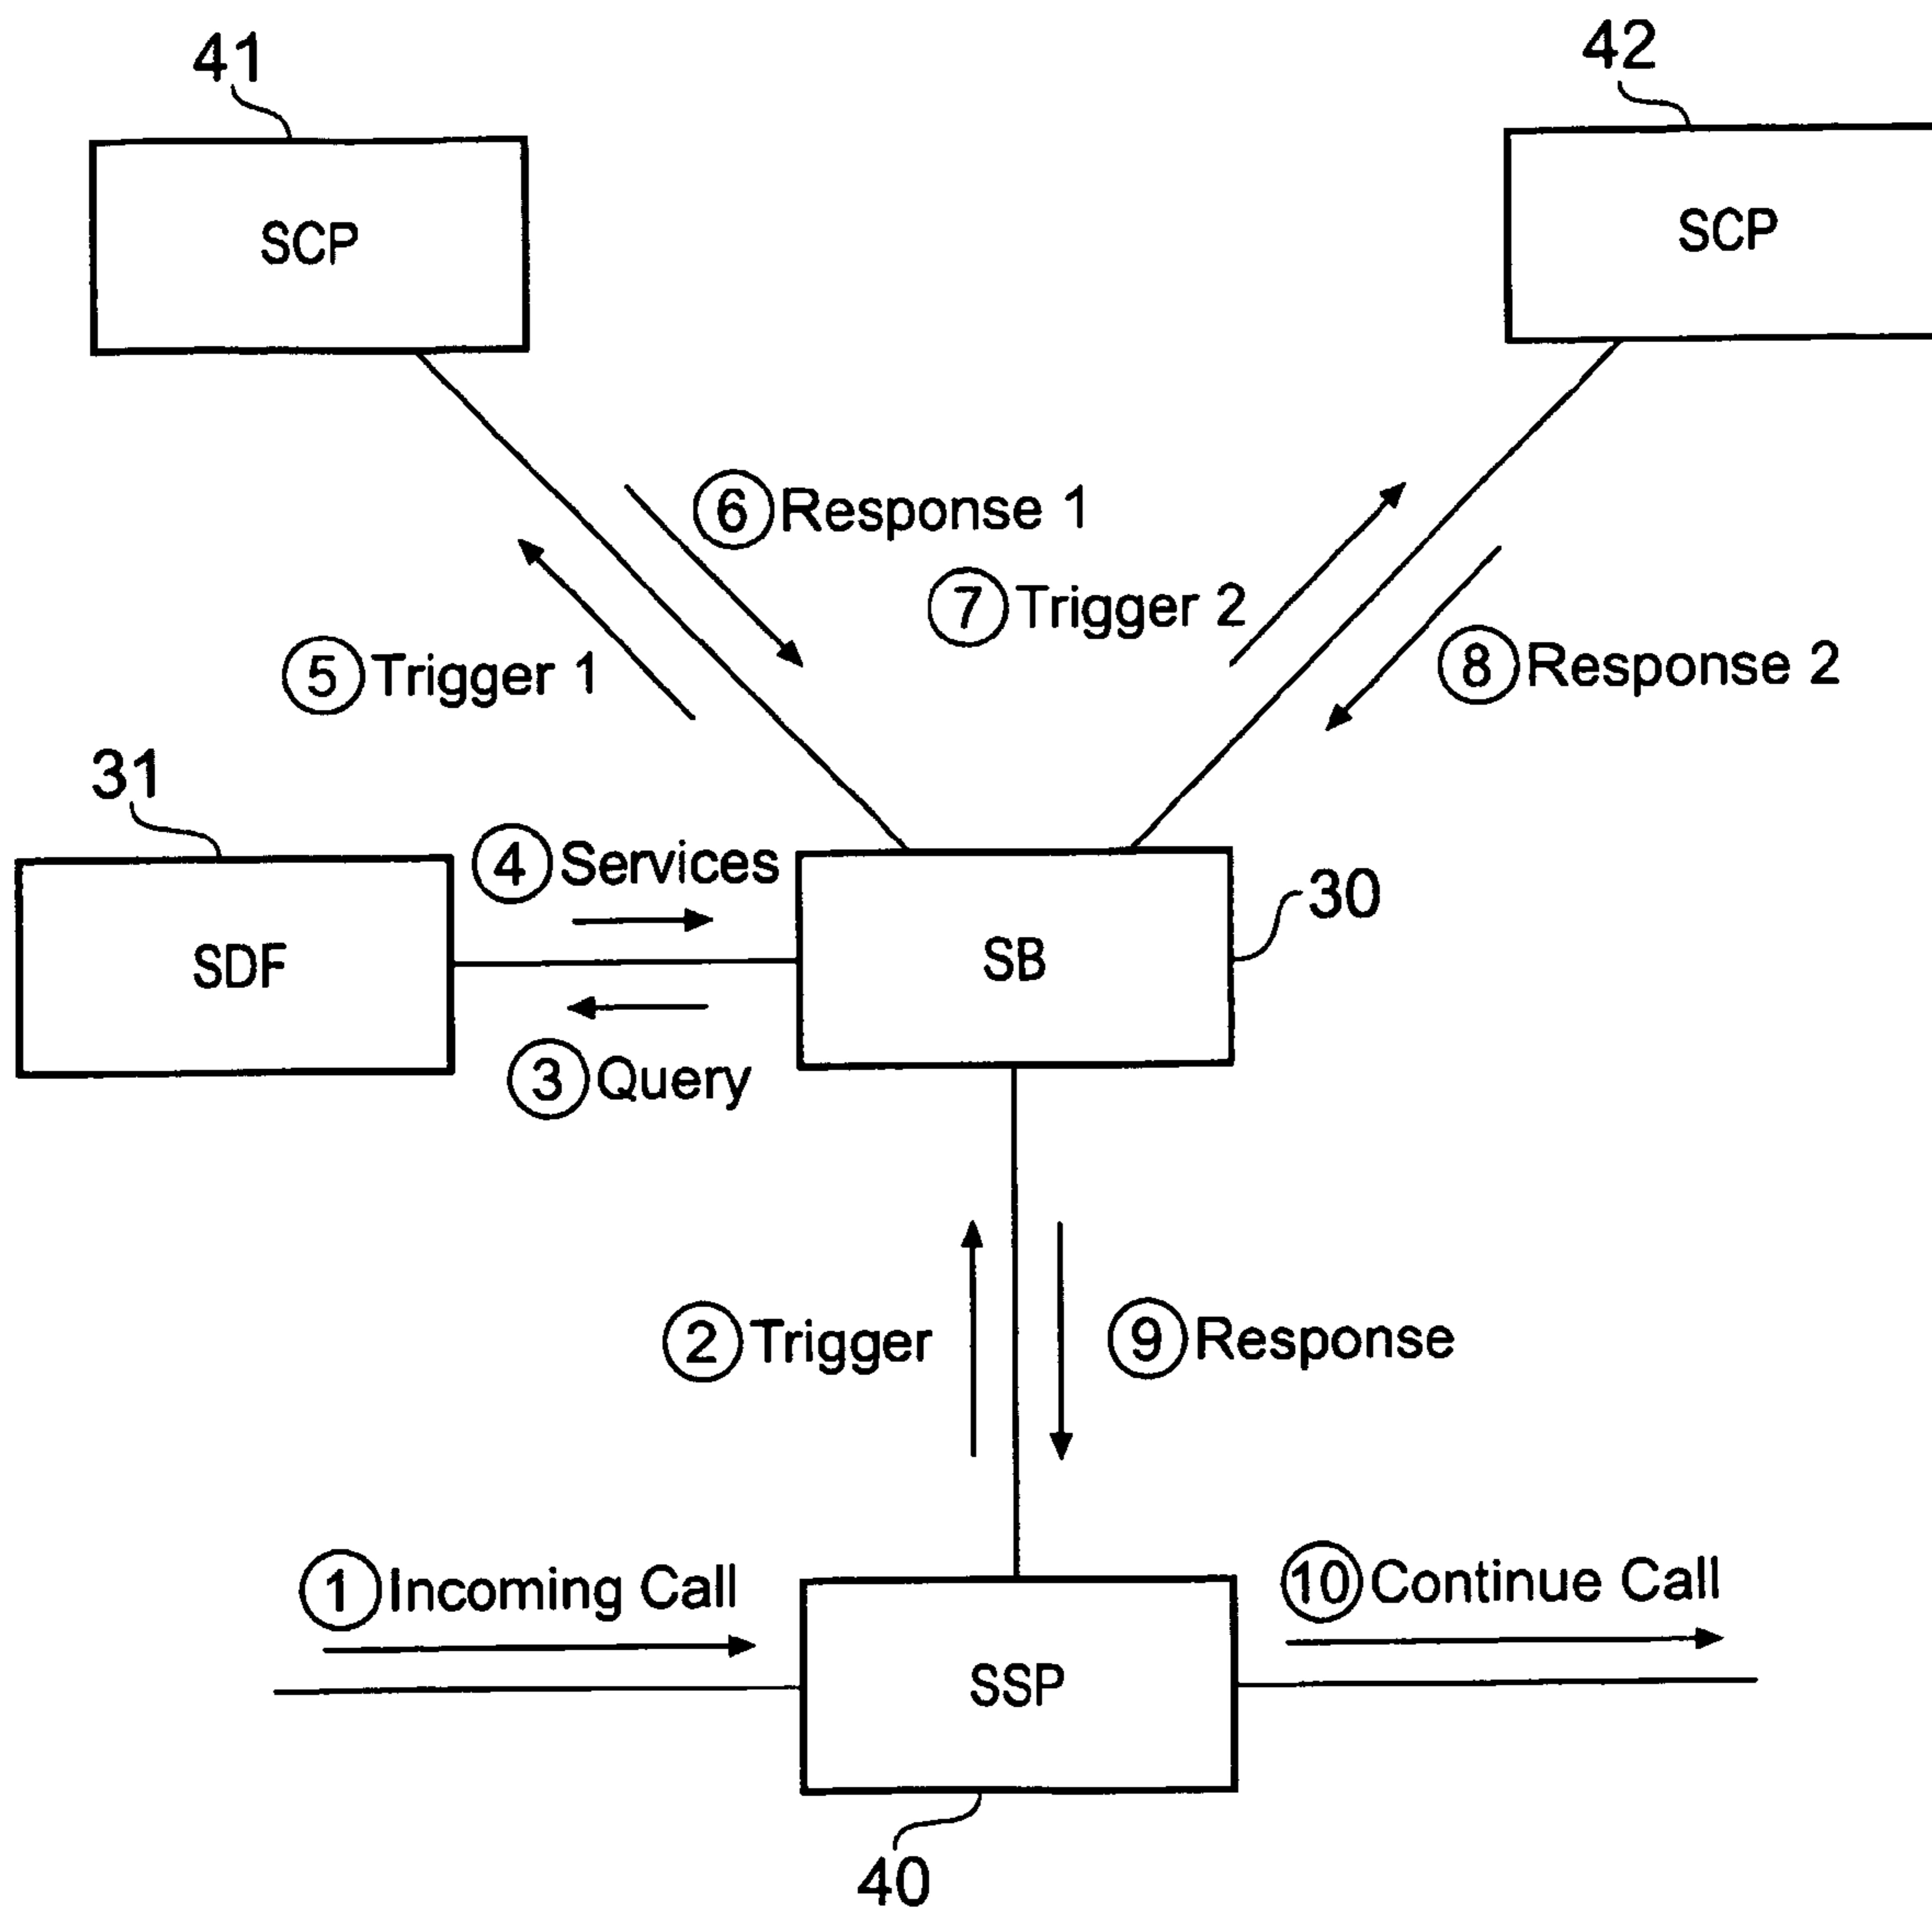 41
42
SCP
SCP
⑥ Response 1
⑦ Trigger 2
⑤ Trigger 1
⑧ Response 2
31
④ Services
30
SDF
SB
③ Query
② Trigger
⑨ Response
① Incoming Call
⑩ Continue Call
SSP
40